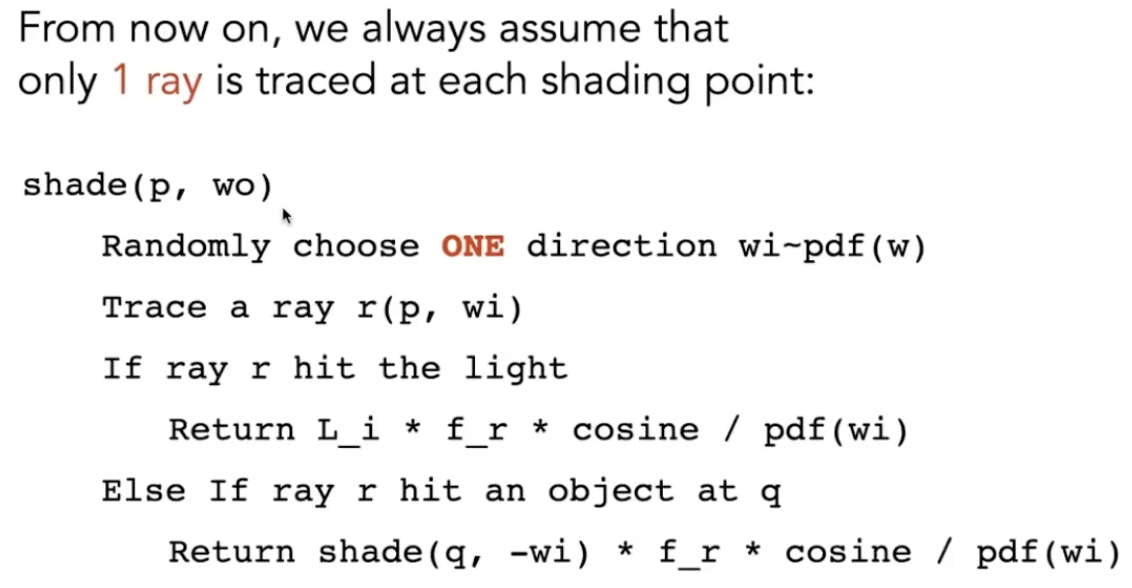 From now on, we always assume that
only 1 ray is traced at each shading point:
shade(p, wo)
Randomly choose ONE direction wi~pdf(w)
Trace a ray r(p, wi)
If ray r hit the light
Return L_i * f_r * cosine / pdf(wi)
Else If ray r hit an object at q
Return shade(q, -wi) * f_r * cosine / pdf(wi)